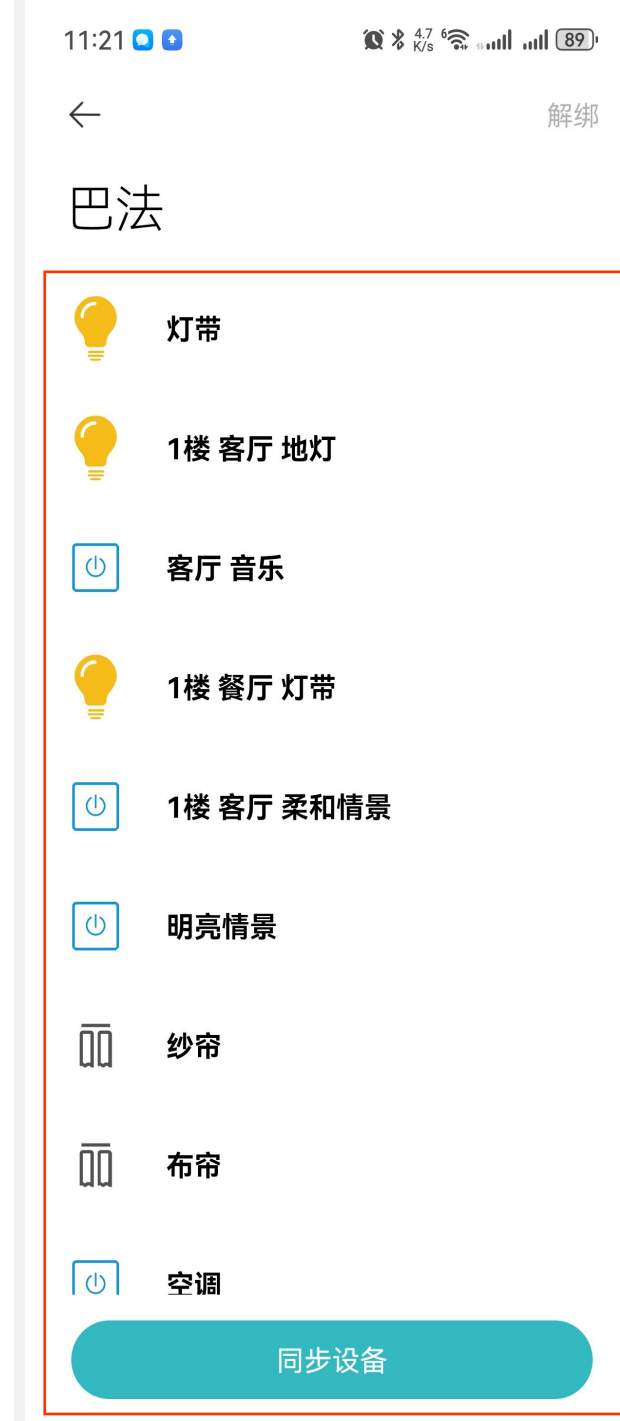 11:21
4.7 K/s 6 89
解绑
巴法
灯带
1楼 客厅 地灯
客厅 音乐
1楼 餐厅 灯带
1楼 客厅 柔和情景
明亮情景
纱帘
布帘
空调
同步设备